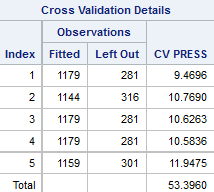 Cross Validation Details
Observations
Index Fitted Left Out CV PRESS
1 1179 281 9.4696
2 1144 316 10.7690
3 1179 281 10.6263
4 1179 281 10.5836
5 1159 301 11.9475
Total 53.3960